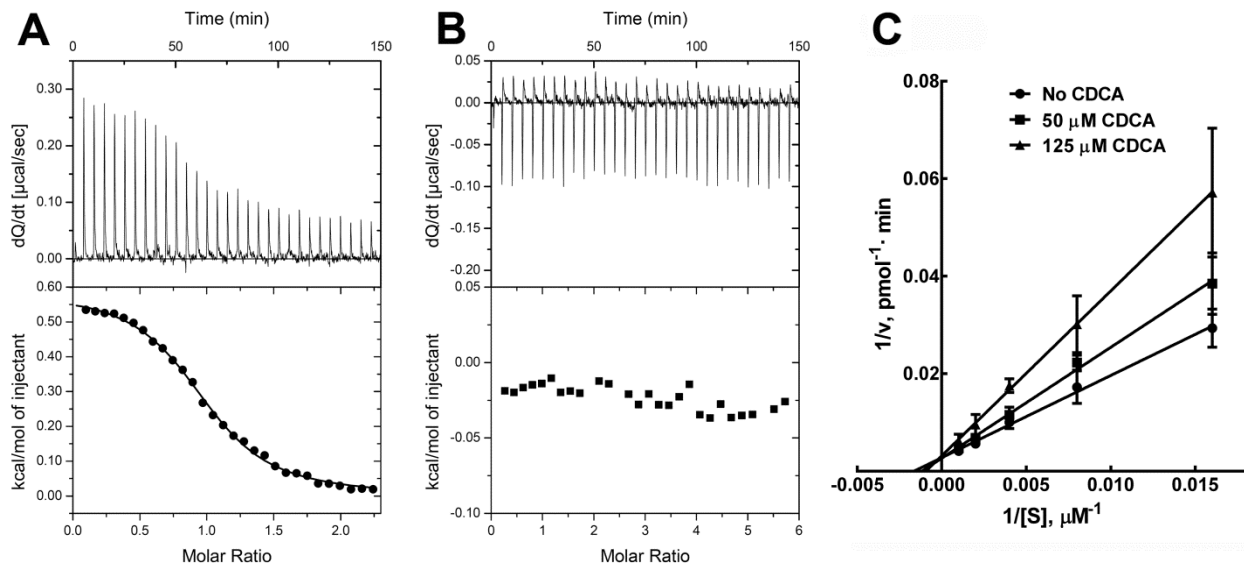 A
Time (min)
0 50 100 150
dQ/dt [μcal/sec]
0.30
0.20
0.10
0.00
kcal/mol of injectant
0.60
0.50
0.40
0.30
0.20
0.10
0.00
0.0 0.5 1.0 1.5 2.0
Molar Ratio
B
Time (min)
0 50 100 150
dQ/dt [μcal/sec]
0.05
0.00
-0.05
-0.10
-0.15
-0.20
kcal/mol of injectant
0.05
0.00
-0.05
-0.10
0 1 2 3 4 5 6
Molar Ratio
C
No CDCA
50 μM CDCA
125 μM CDCA
1/v, pmol⁻¹· min
0.08
0.06
0.04
0.02
-0.005 0.000 0.005 0.010 0.015
1/[S], μM⁻¹